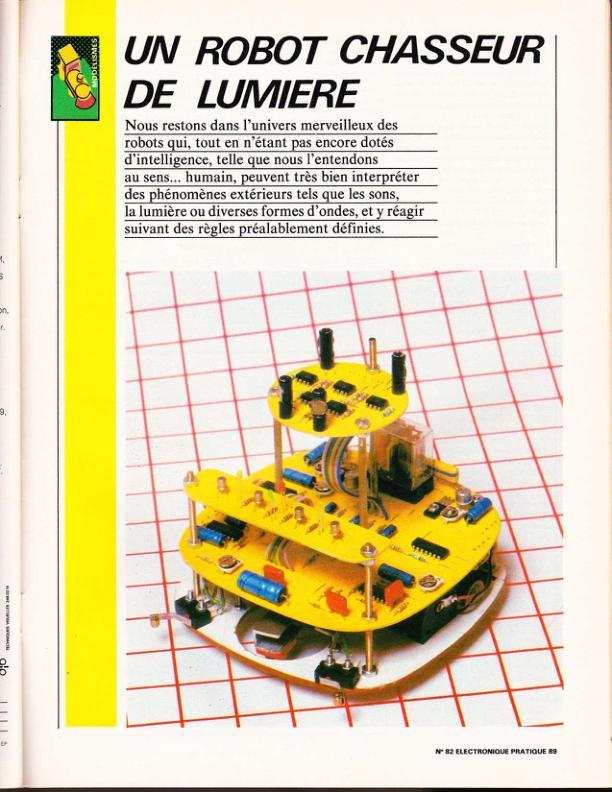 MODELISMES
UN ROBOT CHASSEUR
DE LUMIERE
Nous restons dans l'univers merveilleux des
robots qui, tout en n'étant pas encore dotés
d'intelligence, telle que nous l'entendons
au sens... humain, peuvent très bien interpréter
des phénomènes extérieurs tels que les sons,
la lumière ou diverses formes d'ondes, et y réagir
suivant des règles préalablement définies.
N° 82 ELECTRONIQUE PRATIQUE 89